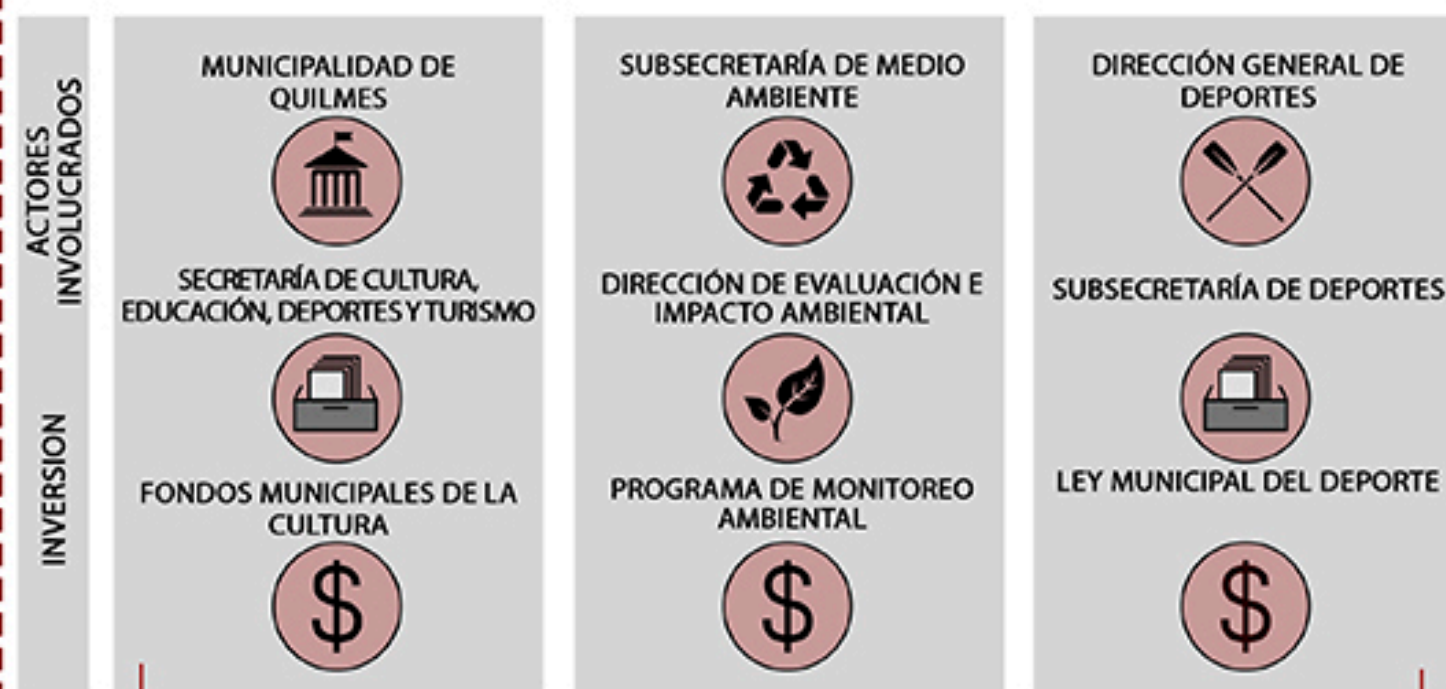 ACTORES
INVOLUCRADOS
INVERSION
MUNICIPALIDAD DE
QUILMES
SECRETARÍA DE CULTURA,
EDUCACIÓN, DEPORTES Y TURISMO
FONDOS MUNICIPALES DE LA
CULTURA
$
SUBSECRETARÍA DE MEDIO
AMBIENTE
DIRECCIÓN DE EVALUACIÓN E
IMPACTO AMBIENTAL
PROGRAMA DE MONITOREO
AMBIENTAL
$
DIRECCIÓN GENERAL DE
DEPORTES
SUBSECRETARÍA DE DEPORTES
LEY MUNICIPAL DEL DEPORTE
$